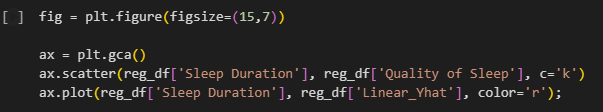 [ ] fig = plt.figure(figsize=(15,7))
ax = plt.gca()
ax.scatter(reg_df['Sleep Duration'], reg_df['Quality of Sleep'], c='k')
ax.plot(reg_df['Sleep Duration'], reg_df['Linear_Yhat'], color='r');